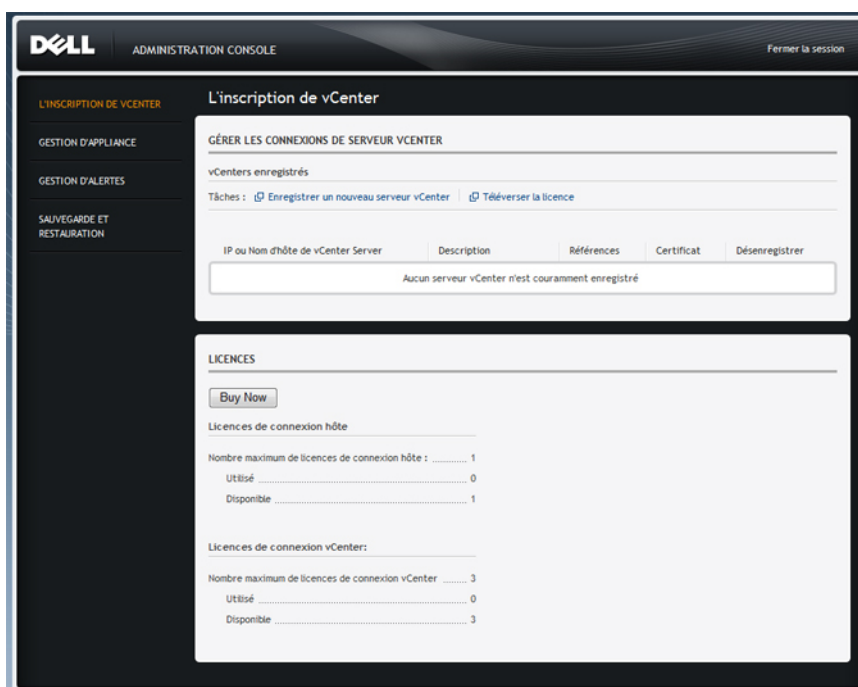 DELL ADMINISTRATION CONSOLE Fermer la session
L'INSCRIPTION DE VCENTER
GESTION D'APPLIANCE
GESTION D'ALERTES
SAUVEGARDE ET
RESTAURATION
L'inscription de vCenter
GÉRER LES CONNEXIONS DE SERVEUR VCENTER
vCenters enregistrés
Tâches : Enregistrer un nouveau serveur vCenter Téléverser la licence
IP ou Nom d'hôte de vCenter Server Description Références Certificat Désenregistrer
Aucun serveur vCenter n'est couramment enregistré
LICENCES
Buy Now
Licences de connexion hôte
Nombre maximum de licences de connexion hôte : ............ 1
Utilisé ............ 0
Disponible ............ 1
Licences de connexion vCenter:
Nombre maximum de licences de connexion vCenter ........ 3
Utilisé ............ 0
Disponible ............ 3